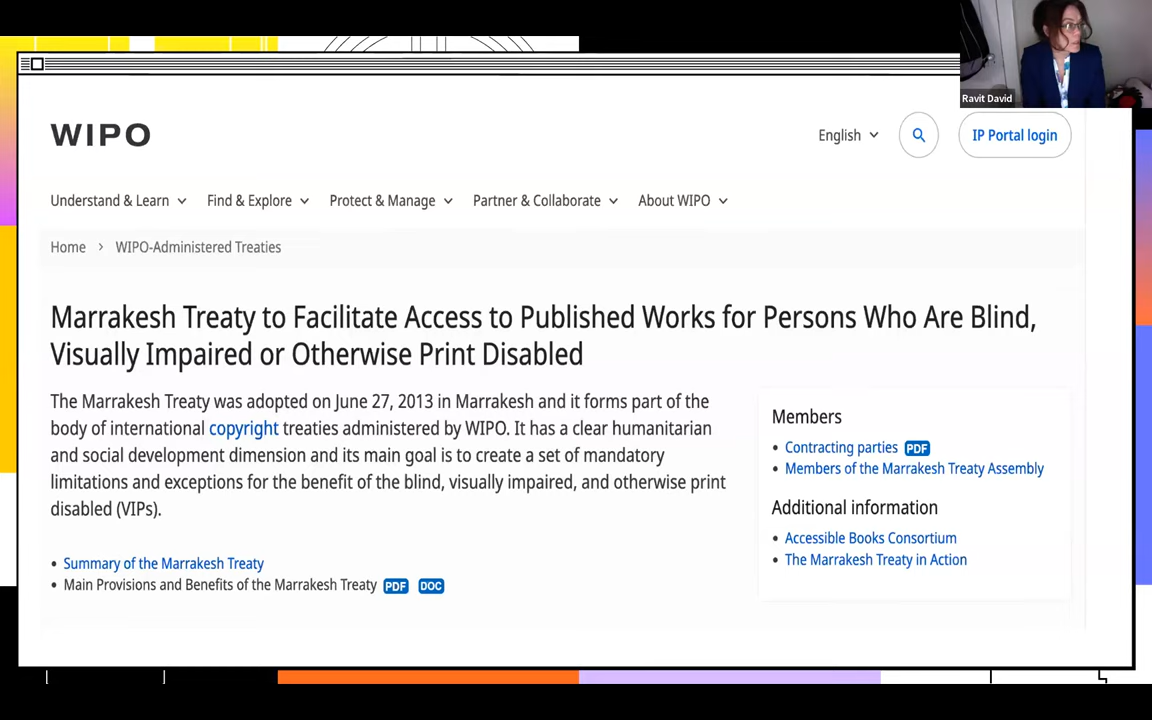 Ravit David
WIPO
English
IP Portal login
Understand & Learn
Find & Explore
Protect & Manage
Partner & Collaborate
About WIPO
Home > WIPO-Administered Treaties
Marrakesh Treaty to Facilitate Access to Published Works for Persons Who Are Blind,
Visually Impaired or Otherwise Print Disabled
The Marrakesh Treaty was adopted on June 27, 2013 in Marrakesh and it forms part of the
body of international copyright treaties administered by WIPO. It has a clear humanitarian
and social development dimension and its main goal is to create a set of mandatory
limitations and exceptions for the benefit of the blind, visually impaired, and otherwise print
disabled (VIPs).
• Summary of the Marrakesh Treaty
• Main Provisions and Benefits of the Marrakesh Treaty PDF DOC
Members
• Contracting parties PDF
• Members of the Marrakesh Treaty Assembly
Additional information
• Accessible Books Consortium
• The Marrakesh Treaty in Action